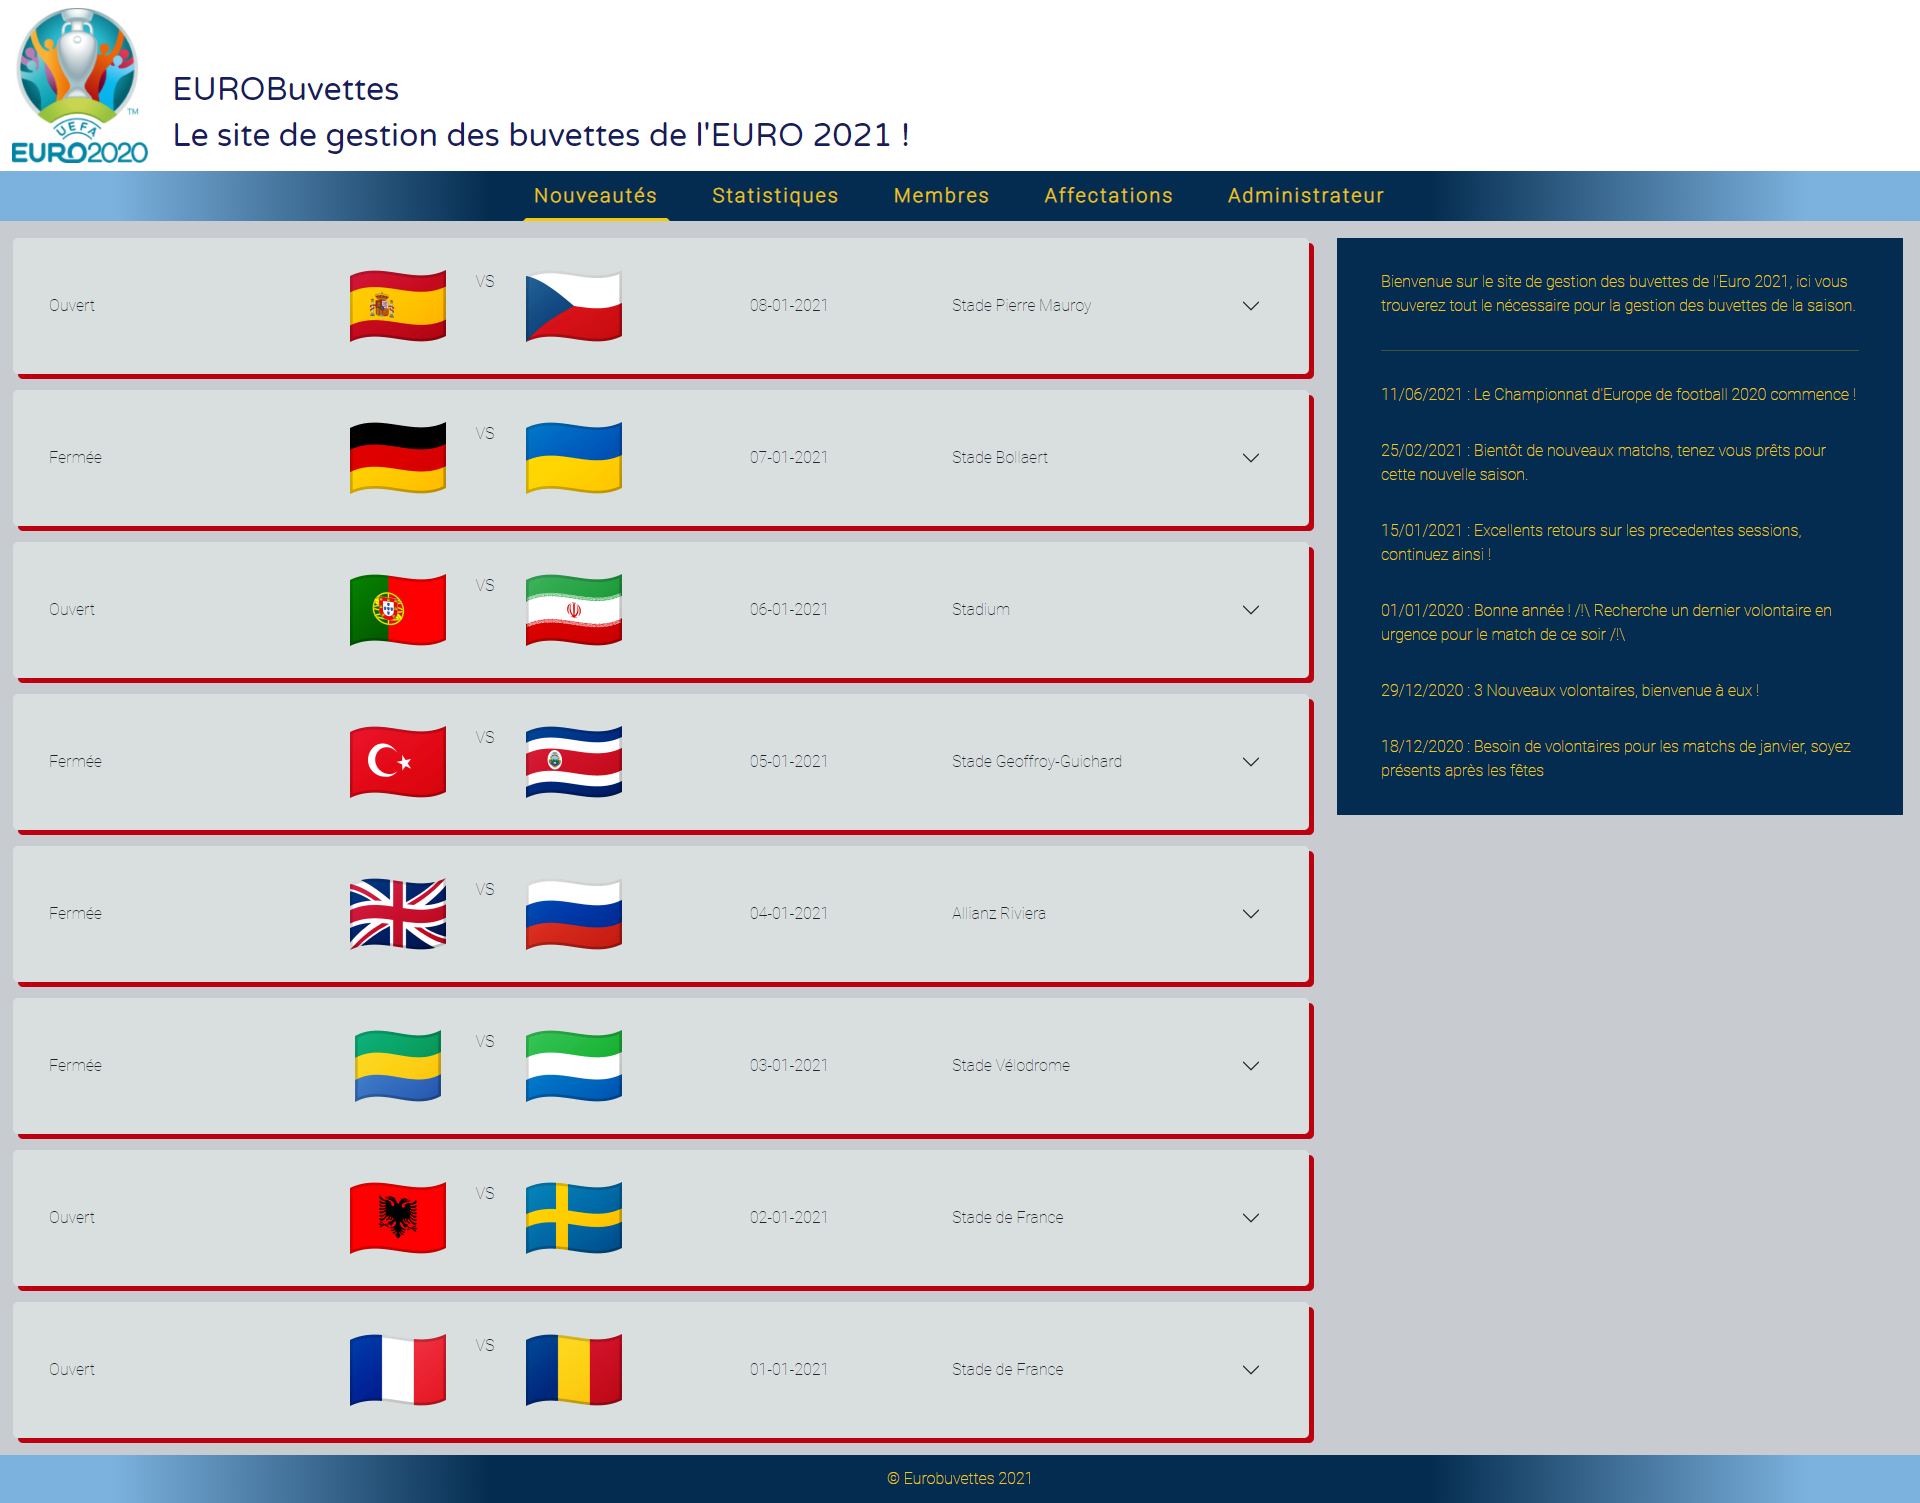 UEFA
EURO2020
TM
EUROBuvettes
Le site de gestion des buvettes de l'EURO 2021 !
Nouveautés Statistiques Membres Affectations Administrateur
Ouvert VS 08-01-2021 Stade Pierre Mauroy
Fermée VS 07-01-2021 Stade Bollaert
Ouvert VS 06-01-2021 Stadium
Fermée VS 05-01-2021 Stade Geoffroy-Guichard
Fermée VS 04-01-2021 Allianz Riviera
Fermée VS 03-01-2021 Stade Vélodrome
Ouvert VS 02-01-2021 Stade de France
Ouvert VS 01-01-2021 Stade de France
Bienvenue sur le site de gestion des buvettes de l'Euro 2021, ici vous
trouverez tout le nécessaire pour la gestion des buvettes de la saison.
11/06/2021 : Le Championnat d'Europe de football 2020 commence !
25/02/2021 : Bientôt de nouveaux matchs, tenez vous prêts pour
cette nouvelle saison.
15/01/2021 : Excellents retours sur les precedentes sessions,
continuez ainsi !
01/01/2020 : Bonne année ! /!\ Recherche un dernier volontaire en
urgence pour le match de ce soir /!\
29/12/2020 : 3 Nouveaux volontaires, bienvenue à eux !
18/12/2020 : Besoin de volontaires pour les matchs de janvier, soyez
présents après les fêtes
© Eurobuvettes 2021